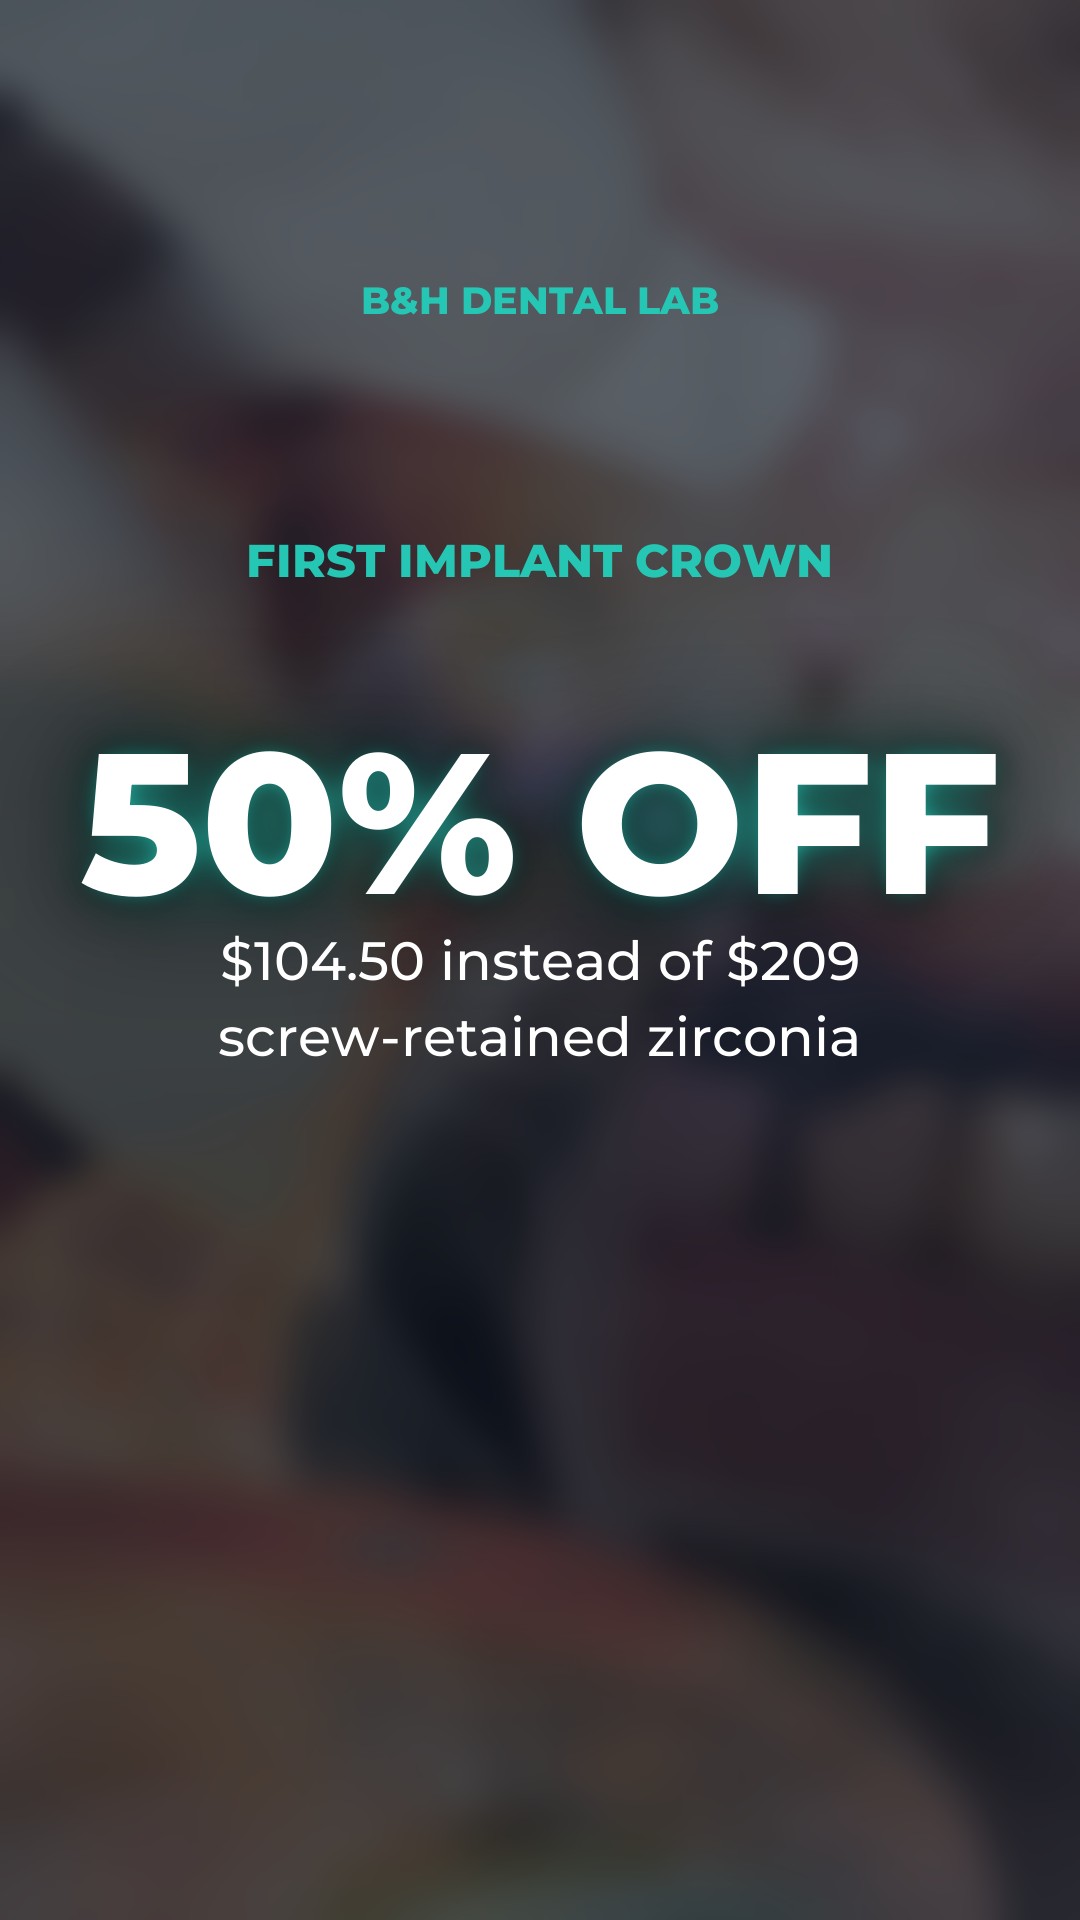 B&H DENTAL LAB
FIRST IMPLANT CROWN
50% OFF
$104.50 instead of $209
screw-retained zirconia